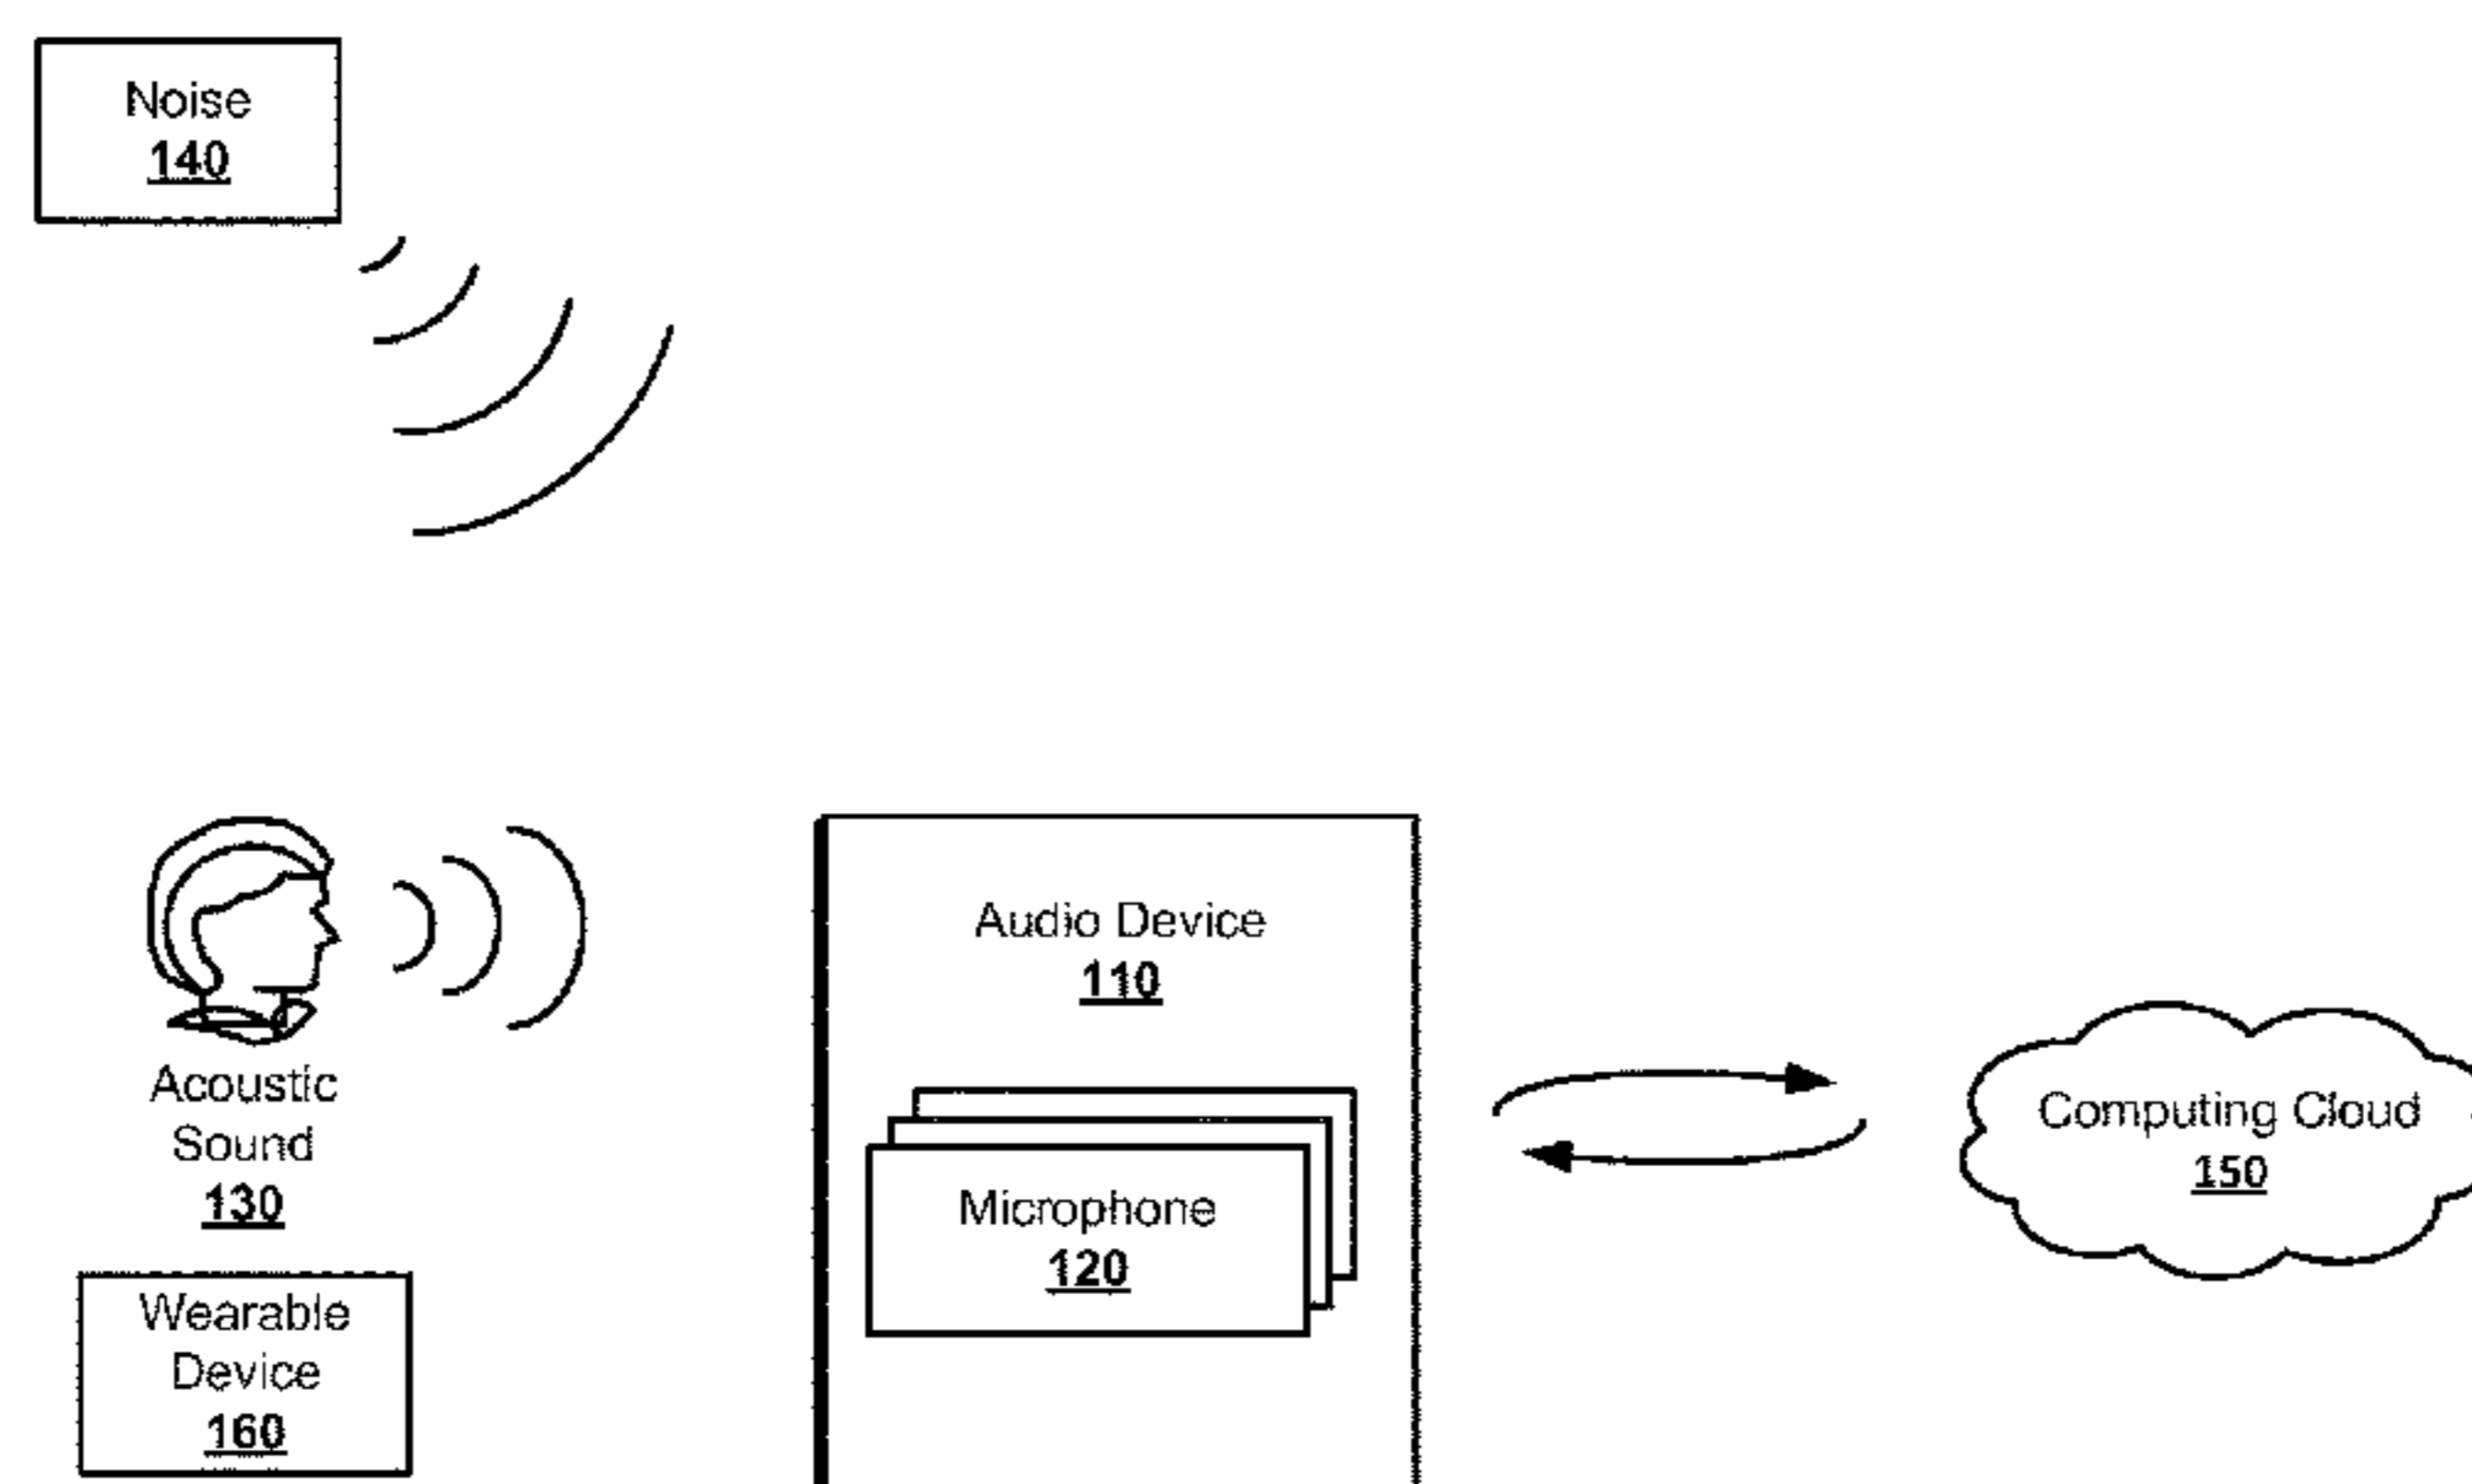 Noise
140
Acoustic
Sound
130
Wearable
Device
160
Audio Device
110
Microphone
120
Computing Cloud
150